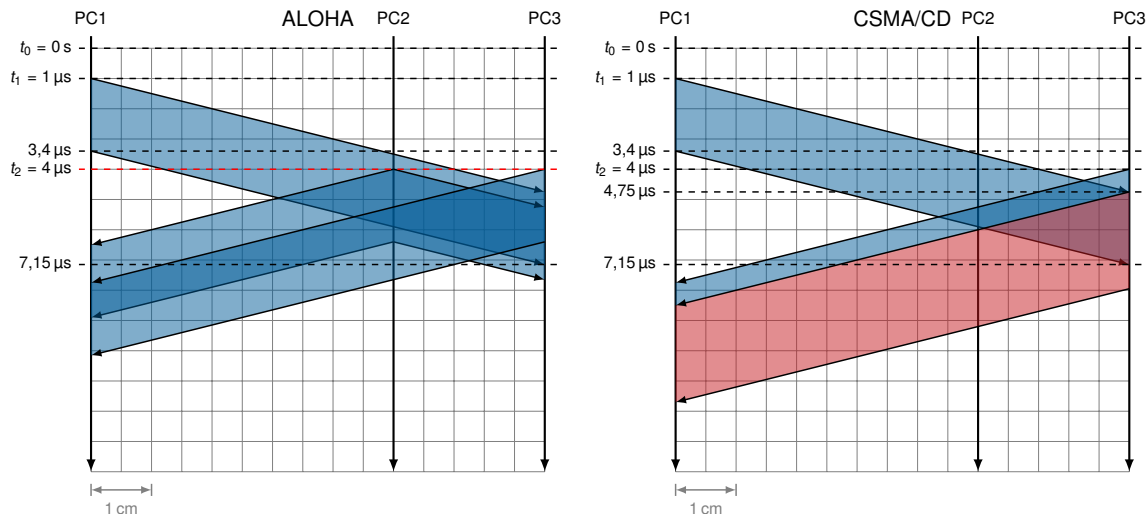 PC1 ALOHA PC2 PC3
t0 = 0 s
t1 = 1 µs
3,4 µs
t2 = 4 µs
7,15 µs
1 cm
PC1 CSMA/CD PC2 PC3
t0 = 0 s
t1 = 1 µs
3,4 µs
t2 = 4 µs
4,75 µs
7,15 µs
1 cm